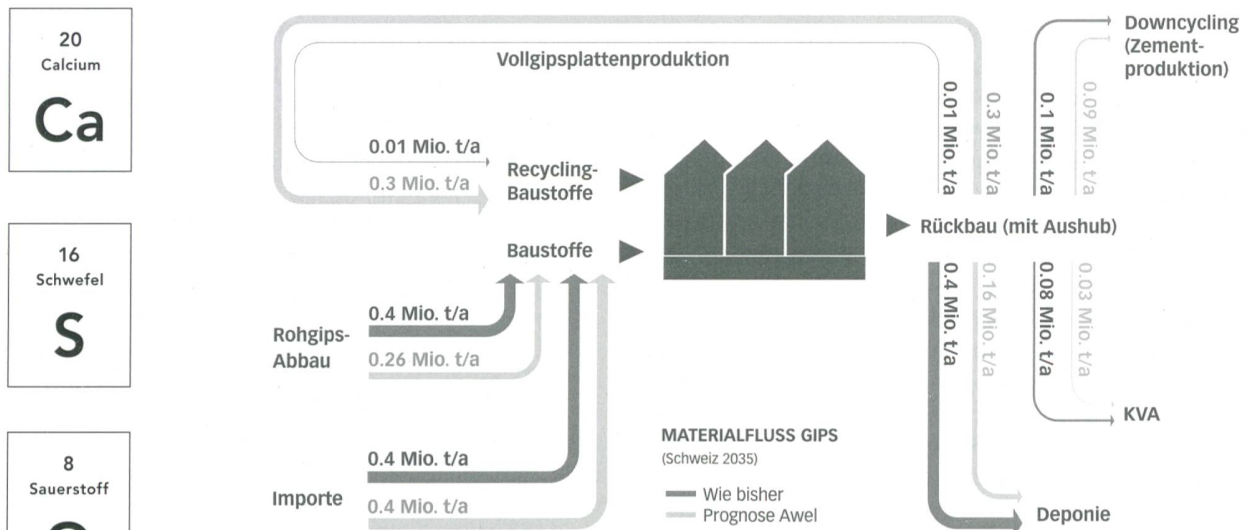 20
Calcium
Ca
16
Schwefel
S
8
Sauerstoff
Vollgipsplattenproduktion
0.01 Mio. t/a
0.3 Mio. t/a
Recycling-
Baustoffe
Baustoffe
Rohgips-
Abbau
0.4 Mio. t/a
0.26 Mio. t/a
Importe
0.4 Mio. t/a
0.4 Mio. t/a
MATERIALFLUSS GIPS
(Schweiz 2035)
Wie bisher
Prognose Awel
0.01 Mio. t/a
0.3 Mio. t/a
0.1 Mio. t/a
0.09 Mio. t/a
Downcycling
(Zement-
produktion)
Rückbau (mit Aushub)
0.4 Mio. t/a
0.16 Mio. t/a
0.08 Mio. t/a
0.03 Mio. t/a
KVA
Deponie